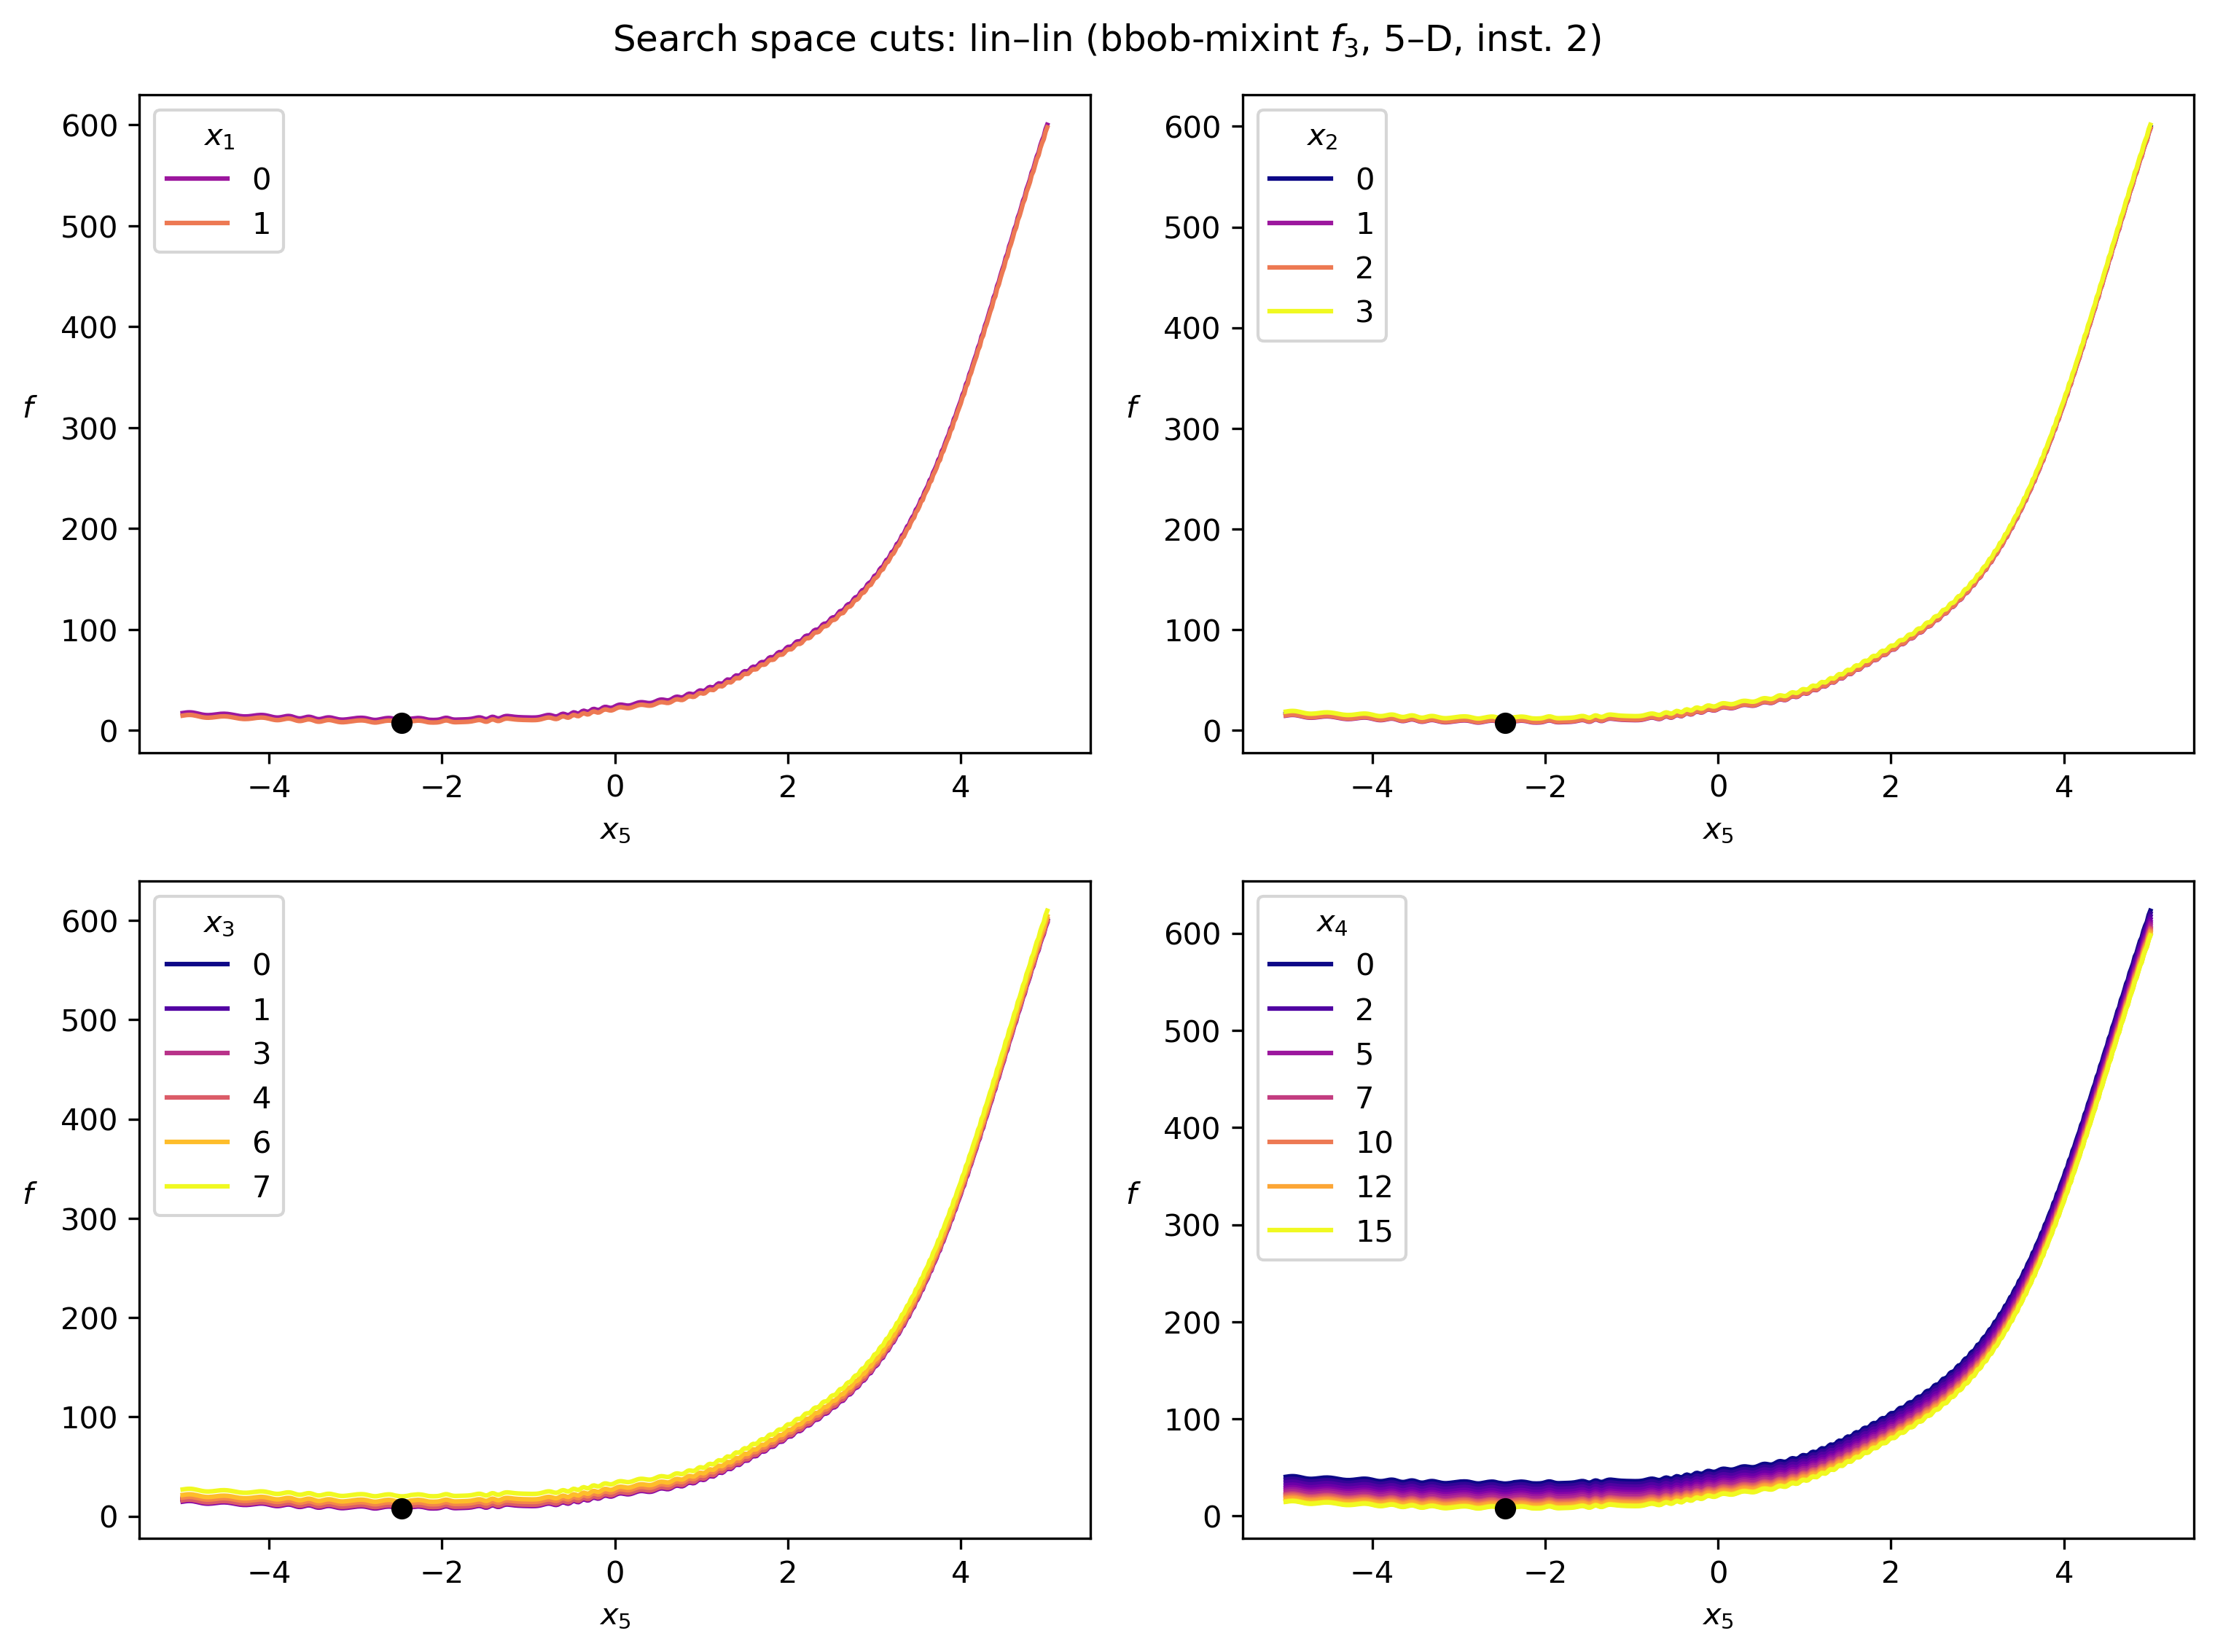 Search space cuts: lin–lin (bbob-mixint f₃, 5–D, inst. 2)
x₁
0
1
600
500
400
300
200
100
0
f
−4 −2 0 2 4
x₅
x₂
0
1
2
3
600
500
400
300
200
100
0
f
−4 −2 0 2 4
x₅
x₃
0
1
3
4
6
7
600
500
400
300
200
100
0
f
−4 −2 0 2 4
x₅
x₄
0
2
5
7
10
12
15
600
500
400
300
200
100
0
f
−4 −2 0 2 4
x₅